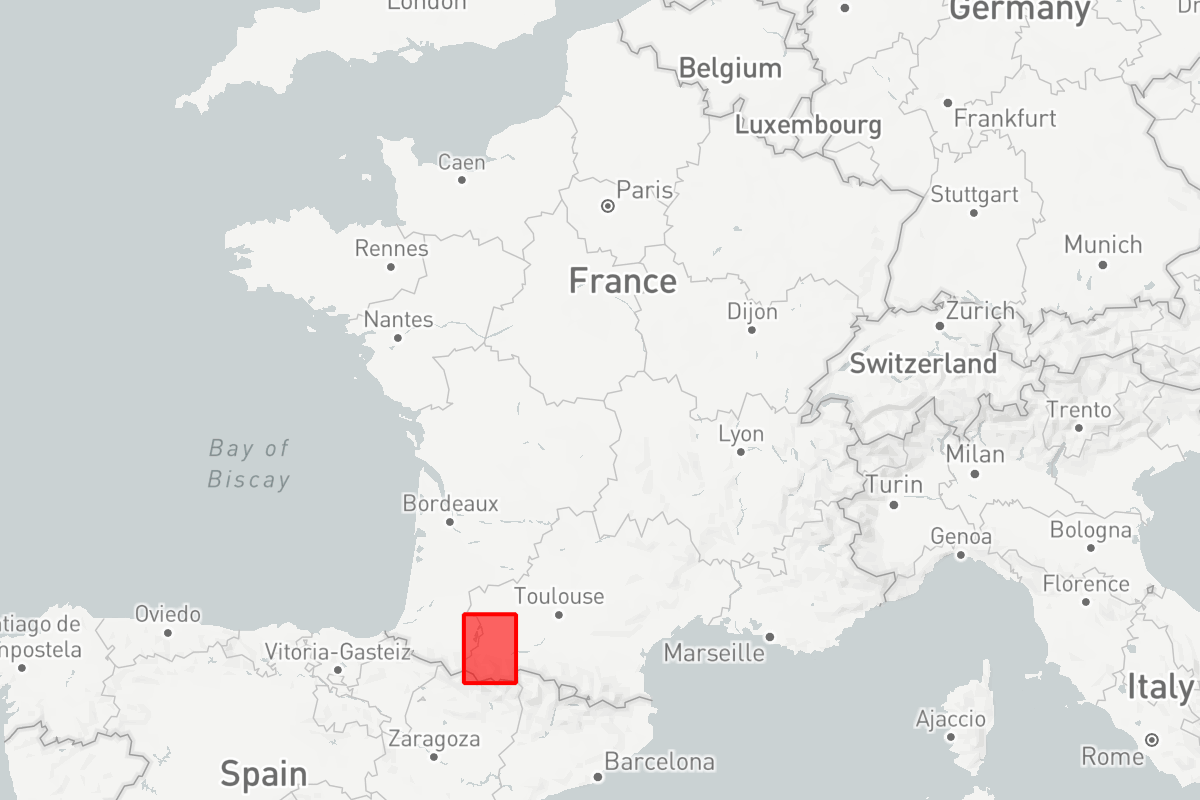 London
Germany
Dr
Belgium
Luxembourg
Frankfurt
Caen
Paris
Stuttgart
Rennes
Munich
France
Nantes
Dijon
Zurich
Switzerland
Trento
Lyon
Bay of
Biscay
Milan
Turin
Bordeaux
Genoa
Bologna
Toulouse
Florence
Oviedo
tiago de
mpostela
Vitoria-Gasteiz
Marseille
Italy
Ajaccio
Zaragoza
Rome
Barcelona
Spain